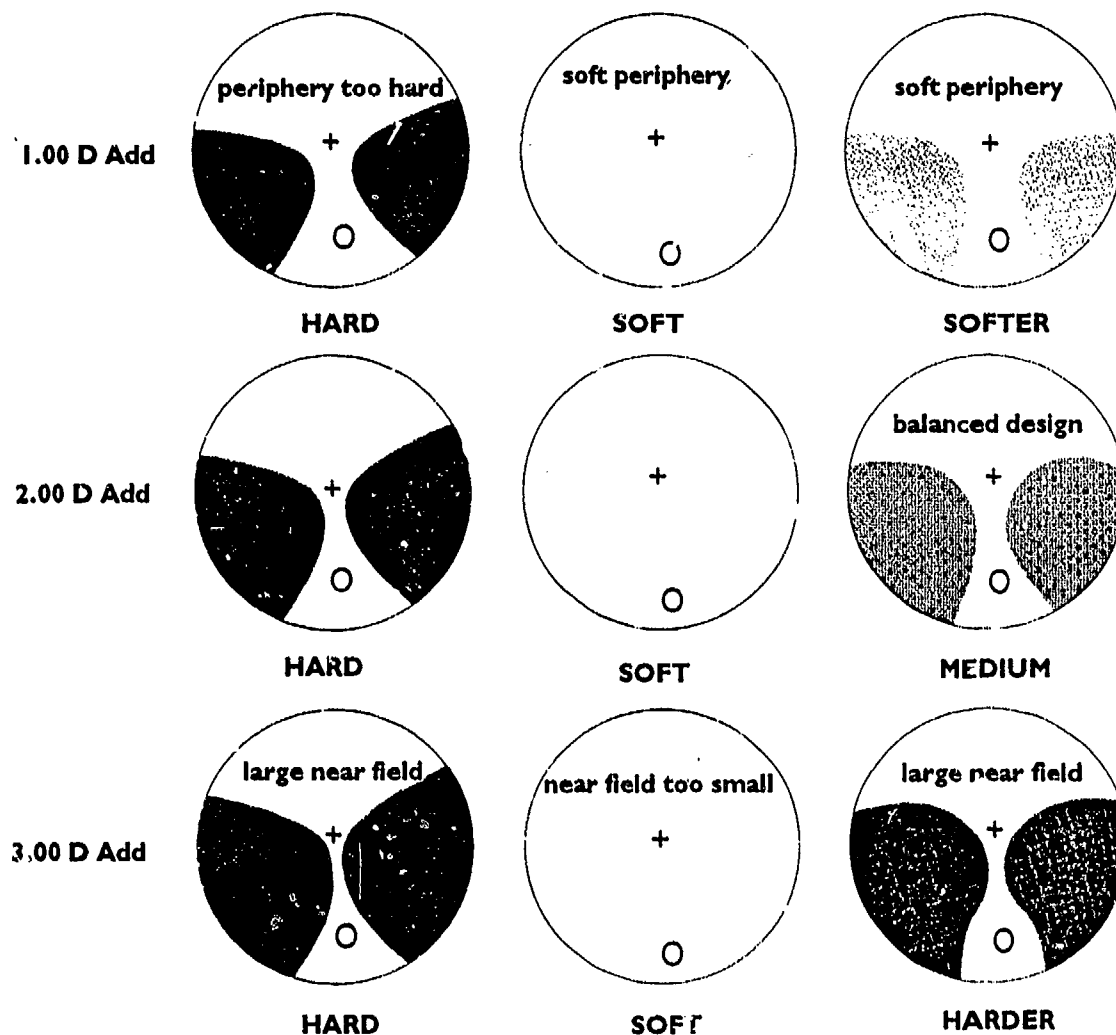 periphery too hard
soft periphery
soft periphery
1.00 D Add
+
+
+
O
O
O
HARD
SOFT
SOFTER
balanced design
2.00 D Add
+
+
+
O
O
O
HARD
SOFT
MEDIUM
large near field
near field too small
large near field
3.00 D Add
+
+
+
O
O
O
HARD
SOFT
HARDER